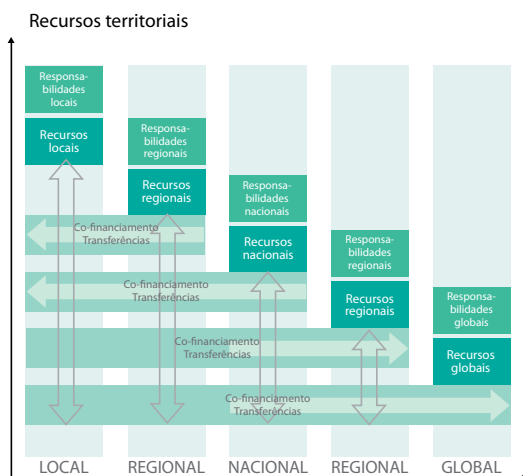 Recursos territoriais
Responsa-
bilidades
locais
Recursos
locais
Responsa-
bilidades
regionais
Recursos
regionais
Responsa-
bilidades
nacionais
Recursos
nacionais
Responsa-
bilidades
regionais
Recursos
regionais
Responsa-
bilidades
globais
Recursos
globais
Co-financiamento
Transferências
Co-financiamento
Transferências
Co-financiamento
Transferências
Co-financiamento
Transferências
LOCAL
REGIONAL
NACIONAL
REGIONAL
GLOBAL